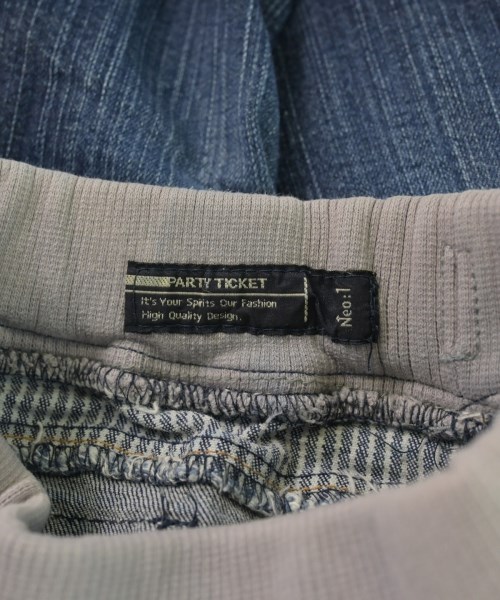 PARTY TICKET
It's Your Sprits Our Fashion
High Quality Design.
Neo:1